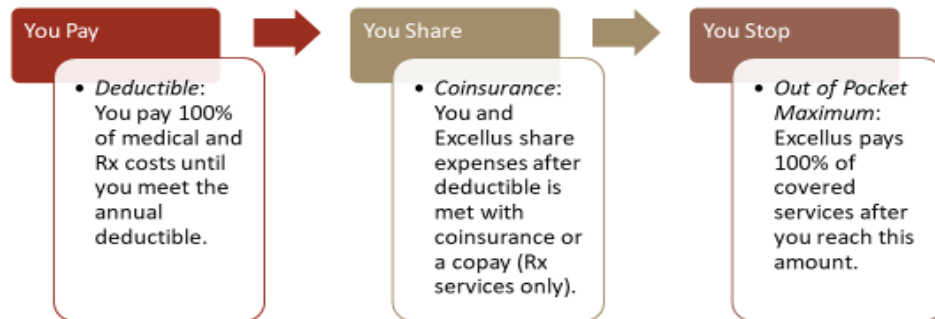 You Pay
• Deductible:
You pay 100%
of medical and
Rx costs until
you meet the
annual
deductible.
You Share
• Coinsurance:
You and
Excellus share
expenses after
deductible is
met with
coinsurance or
a copay (Rx
services only).
You Stop
• Out of Pocket
Maximum:
Excellus pays
100% of
covered
services after
you reach this
amount.